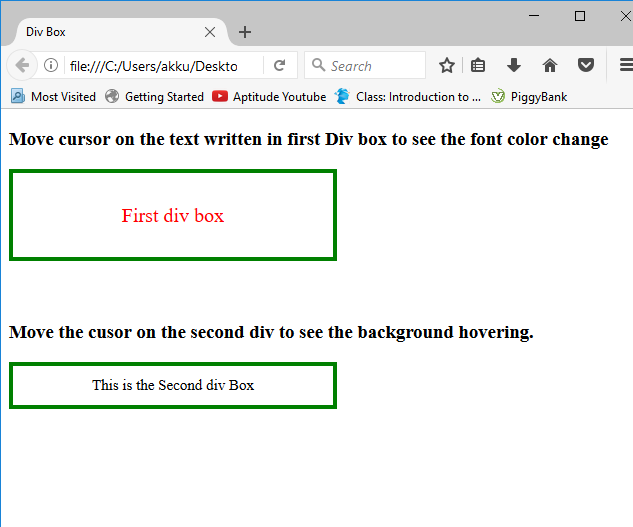 Div Box
file:///C:/Users/akku/Deskto
Search
Most Visited Getting Started Aptitude Youtube Class: Introduction to ... PiggyBank
Move cursor on the text written in first Div box to see the font color change
First div box
Move the cusor on the second div to see the background hovering.
This is the Second div Box